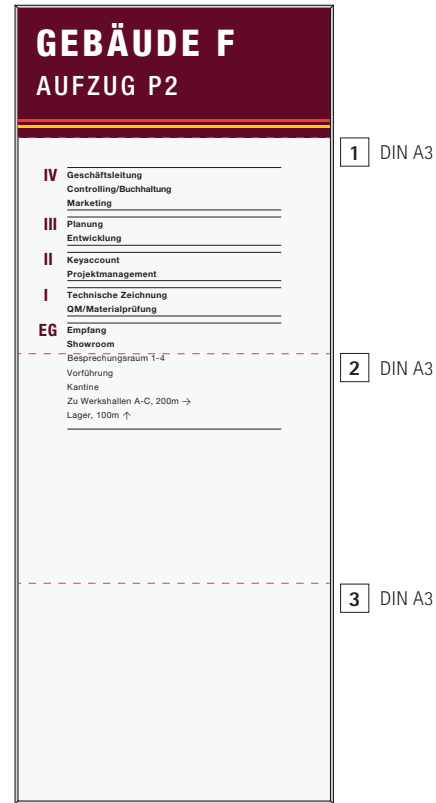 GEBÄUDE F
AUFZUG P2
1 DIN A3
IV Geschäftsleitung
Controlling/Buchhaltung
Marketing
III Planung
Entwicklung
II Keyaccount
Projektmanagement
I Technische Zeichnung
QM/Materialprüfung
EG Empfang
Showroom
Besprechungsraum 1-4
2 DIN A3
Vorführung
Kantine
Zu Werkshallen A-C, 200m →
Lager, 100m ↑
3 DIN A3